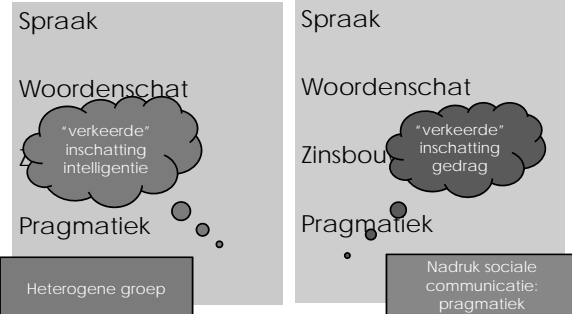 Spraak
Woordenschat
"verkeerde"
inschatting
intelligentie
Pragmatiek
Heterogene groep
Spraak
Woordenschat
"verkeerde"
inschatting
gedrag
Pragmatiek
Nadruk sociale
communicatie:
pragmatiek